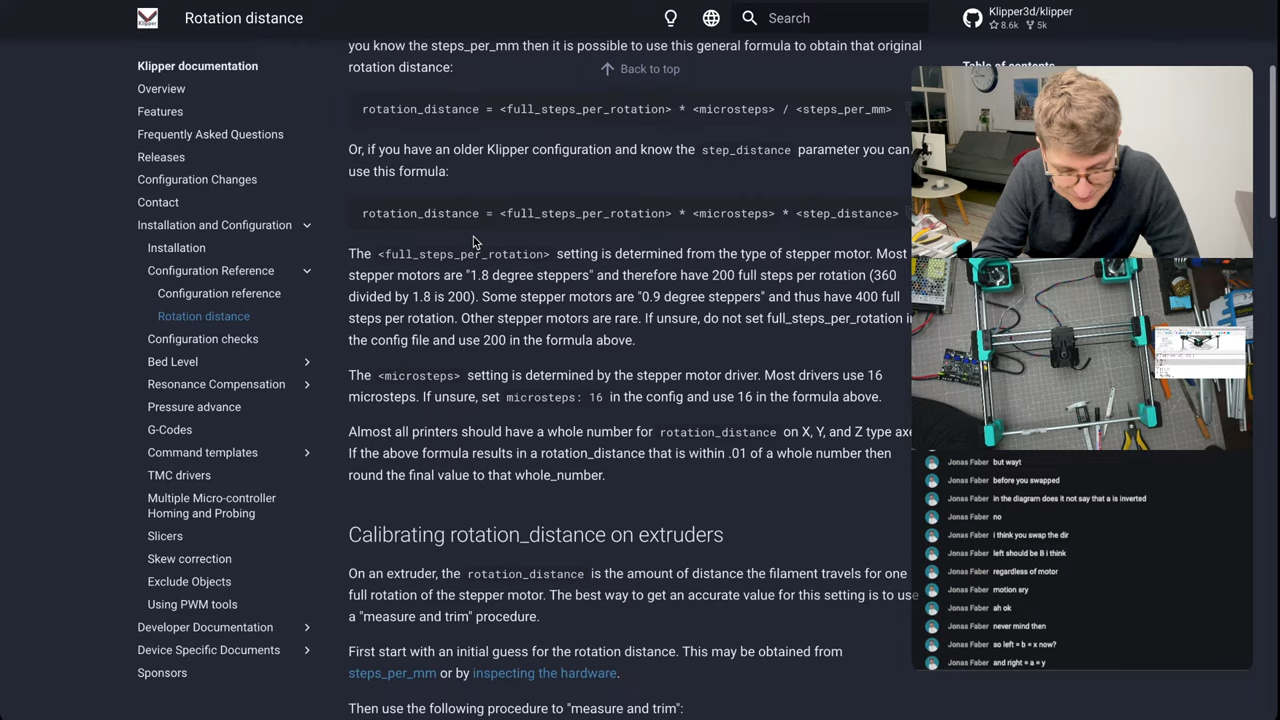 Klipper
Rotation distance
Search
Klipper3d/klipper
8.6k 5k
Klipper documentation
Overview
Features
Frequently Asked Questions
Releases
Configuration Changes
Contact
Installation and Configuration
Installation
Configuration Reference
Configuration reference
Rotation distance
Configuration checks
Bed Level
Resonance Compensation
Pressure advance
G-Codes
Command templates
TMC drivers
Multiple Micro-controller
Homing and Probing
Slicers
Skew correction
Exclude Objects
Using PWM tools
Developer Documentation
Device Specific Documents
Sponsors
you know the steps_per_mm then it is possible to use this general formula to obtain that original
rotation distance:
Back to top
rotation_distance = <full_steps_per_rotation> * <microsteps> / <steps_per_mm>
Or, if you have an older Klipper configuration and know the step_distance parameter you can
use this formula:
rotation_distance = <full_steps_per_rotation> * <microsteps> * <step_distance>
The <full_steps_per_rotation> setting is determined from the type of stepper motor. Most
stepper motors are "1.8 degree steppers" and therefore have 200 full steps per rotation (360
divided by 1.8 is 200). Some stepper motors are "0.9 degree steppers" and thus have 400 full
steps per rotation. Other stepper motors are rare. If unsure, do not set full_steps_per_rotation i
the config file and use 200 in the formula above.
The <microsteps> setting is determined by the stepper motor driver. Most drivers use 16
microsteps. If unsure, set microsteps: 16 in the config and use 16 in the formula above.
Almost all printers should have a whole number for rotation_distance on X, Y, and Z type axe
If the above formula results in a rotation_distance that is within .01 of a whole number then
round the final value to that whole_number.
Calibrating rotation_distance on extruders
On an extruder, the rotation_distance is the amount of distance the filament travels for one
full rotation of the stepper motor. The best way to get an accurate value for this setting is to use
a "measure and trim" procedure.
First start with an initial guess for the rotation distance. This may be obtained from
steps_per_mm or by inspecting the hardware.
Then use the following procedure to "measure and trim":
Table of contents
Jonas Faber but wayt
Jonas Faber before you swapped
Jonas Faber in the diagram does it not say that a is inverted
Jonas Faber no
Jonas Faber i think you swap the dir
Jonas Faber left should be B i think
Jonas Faber regardless of motor
Jonas Faber motion sry
Jonas Faber ah ok
Jonas Faber never mind then
Jonas Faber so left = b = x now?
Jonas Faber and right = a = y